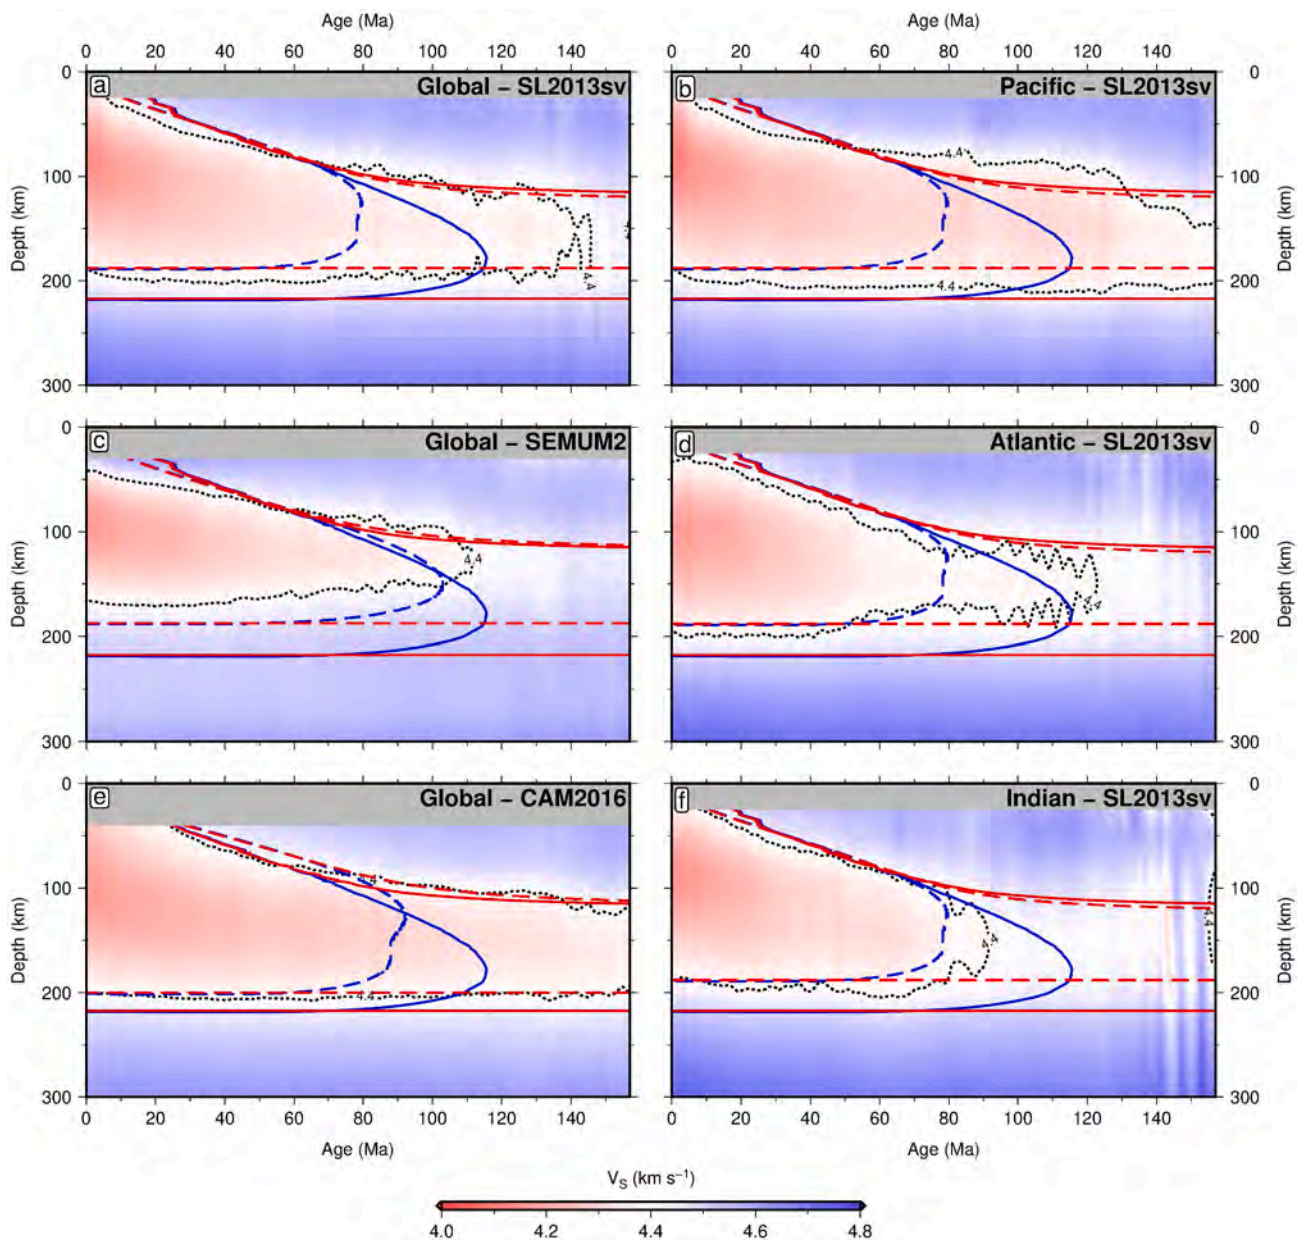 Age (Ma) Age (Ma)
0 20 40 60 80 100 120 140 0 20 40 60 80 100 120 140
0 a Global – SL2013sv b Pacific – SL2013sv 0
4.4
100 100
Depth (km) 4.4 Depth (km)
200 4.4 4.4 200
300 300
0 c Global – SEMUM2 d Atlantic – SL2013sv 0
100 4.4 100
Depth (km) 4.4 Depth (km)
200 200
300 300
0 e Global – CAM2016 f Indian – SL2013sv 0
4.4
100 100
Depth (km) 4.4 4.4 Depth (km)
200 4.4 200
300 300
0 20 40 60 80 100 120 140 0 20 40 60 80 100 120 140
Age (Ma) Age (Ma)
V_S (km s⁻¹)
4.0 4.2 4.4 4.6 4.8